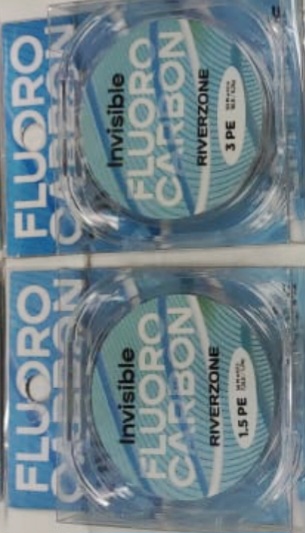 FLUORO
CARBON
Invisible
FLUORO
CARBON
RIVERZONE
3 PE
FLUORO
CARBON
Invisible
FLUORO
CARBON
RIVERZONE
1.5 PE